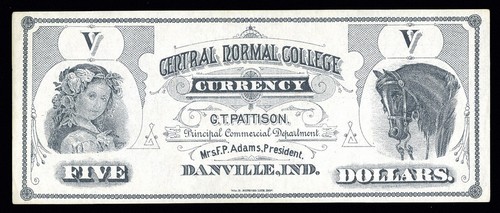 V V
CENTRAL NORMAL COLLEGE
CURRENCY
G.T. PATTISON.
Principal Commercial Department.
Mrs. F.P. Adams, President.
FIVE DANVILLE, IND. DOLLARS.